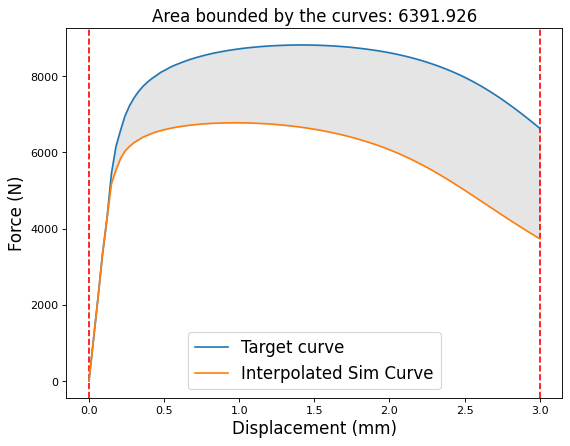 Area bounded by the curves: 6391.926
Force (N)
8000
6000
4000
2000
0
Target curve
Interpolated Sim Curve
0.0 0.5 1.0 1.5 2.0 2.5 3.0
Displacement (mm)